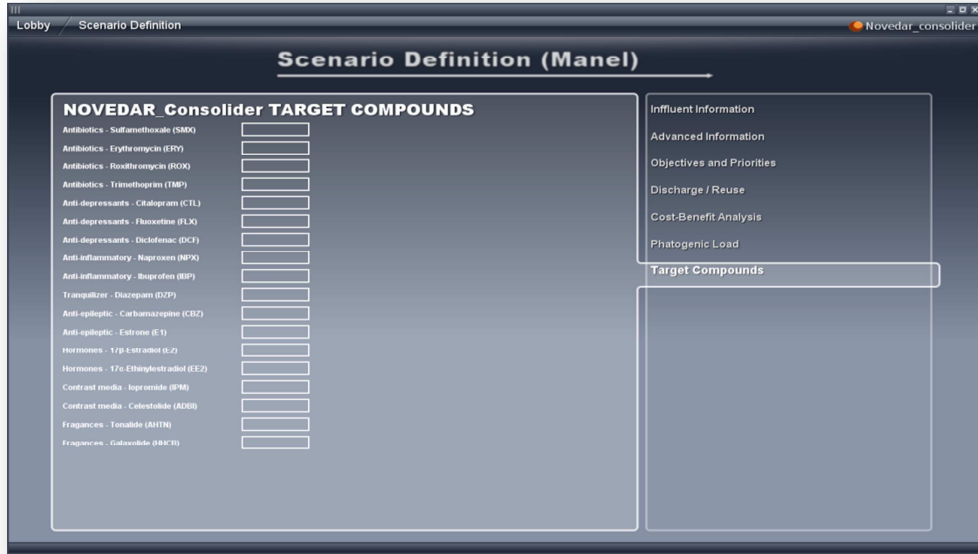 Lobby / Scenario Definition
Novedar_consolider
Scenario Definition (Manel)
NOVEDAR_Consolider TARGET COMPOUNDS
Antibiotics - Sulfamethoxale (SMX)
Antibiotics - Erythromycin (ERY)
Antibiotics - Roxithromycin (ROX)
Antibiotics - Trimethoprim (TMP)
Anti-depressants - Citalopram (CTL)
Anti-depressants - Fluoxetine (FLX)
Anti-depressants - Diclofenac (DCF)
Anti-inflammatory - Naproxen (NPX)
Anti-inflammatory - Ibuprofen (IBP)
Tranquillizer - Diazepam (DZP)
Anti-epileptic - Carbamazepine (CBZ)
Anti-epileptic - Estrone (E1)
Hormones - 17β-Estradiol (E2)
Hormones - 17α-Ethinylestradiol (EE2)
Contrast media - Iopromide (IPM)
Contrast media - Celestolide (ADBI)
Fragances - Tonalide (AHTN)
Fragances - Galaxolide (HHCB)
Inffluent Information
Advanced Information
Objectives and Priorities
Discharge / Reuse
Cost-Benefit Analysis
Phatogenic Load
Target Compounds